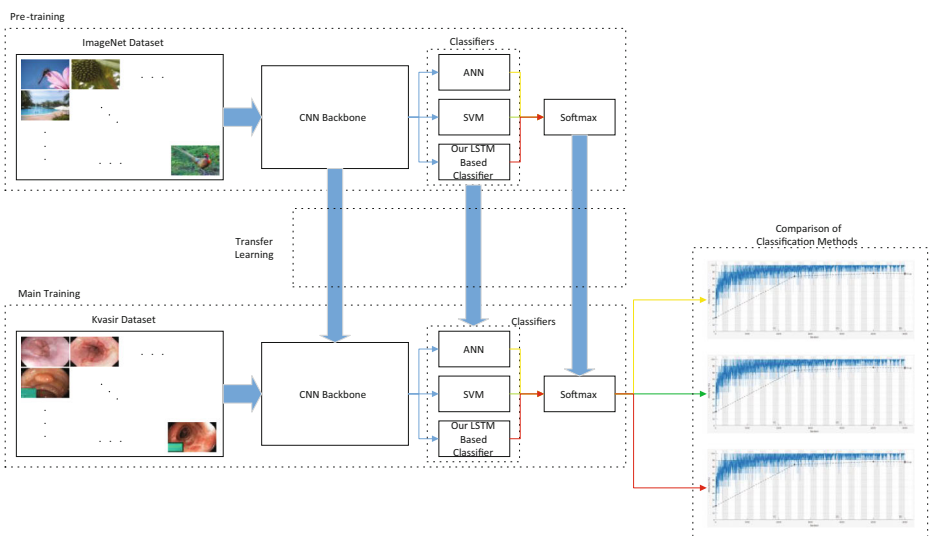 Pre-training
ImageNet Dataset
Classifiers
CNN Backbone
ANN
SVM
Our LSTM
Based
Classifier
Softmax
Transfer
Learning
Comparison of
Classification Methods
Main Training
Kvasir Dataset
Classifiers
CNN Backbone
ANN
SVM
Our LSTM
Based
Classifier
Softmax